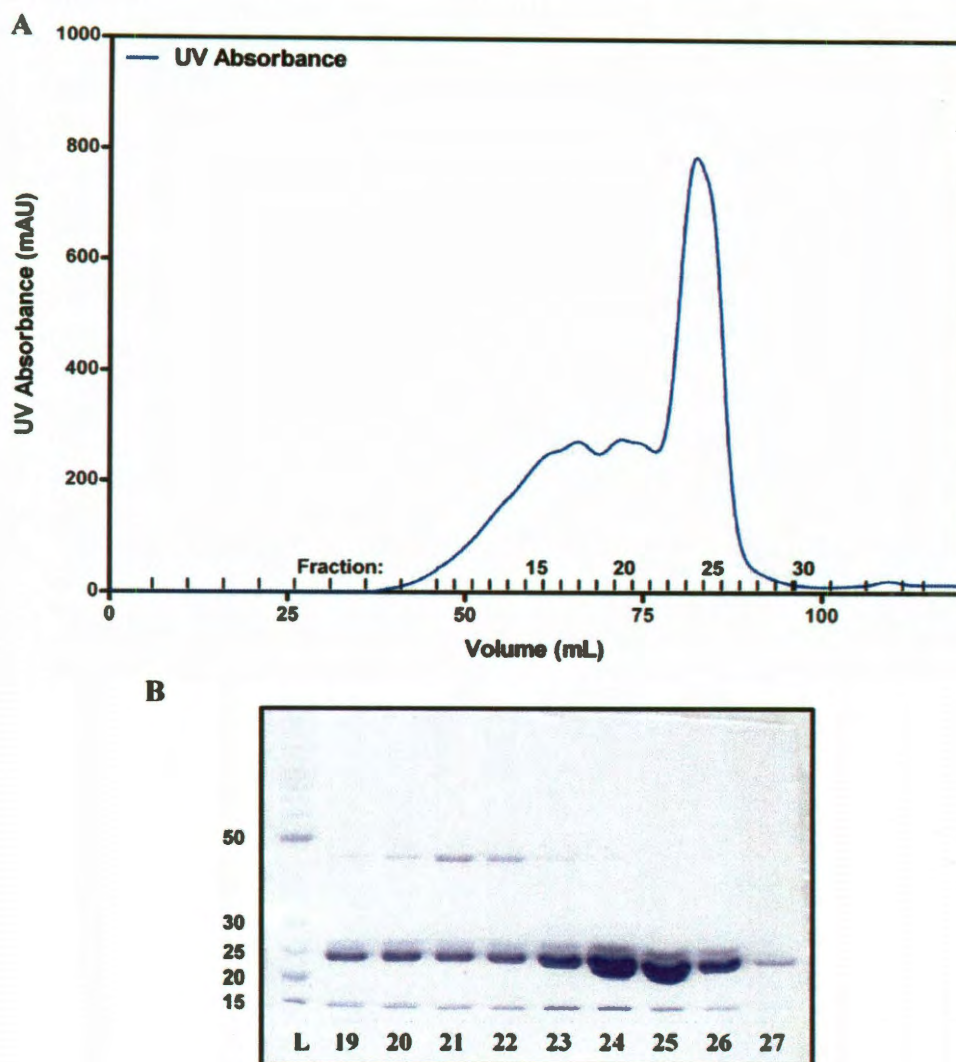 A
1000
UV Absorbance
800
600
400
200
0
UV Absorbance (mAU)
Fraction: 15 20 25 30
0 25 50 75 100
Volume (mL)
B
50
30
25
20
15
L 19 20 21 22 23 24 25 26 27